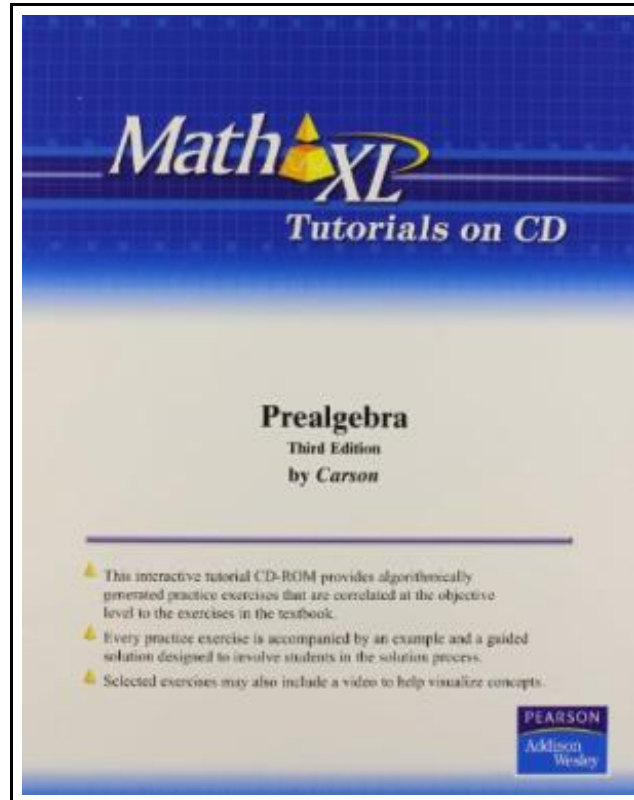 Math XL
Tutorials on CD
Prealgebra
Third Edition
by Carson
This interactive tutorial CD-ROM provides algorithmically
generated practice exercises that are correlated at the objective
level to the exercises in the textbook.
Every practice exercise is accompanied by an example and a guided
solution designed to involve students in the solution process.
Selected exercises may also include a video to help visualize concepts.
PEARSON
Addison
Wesley